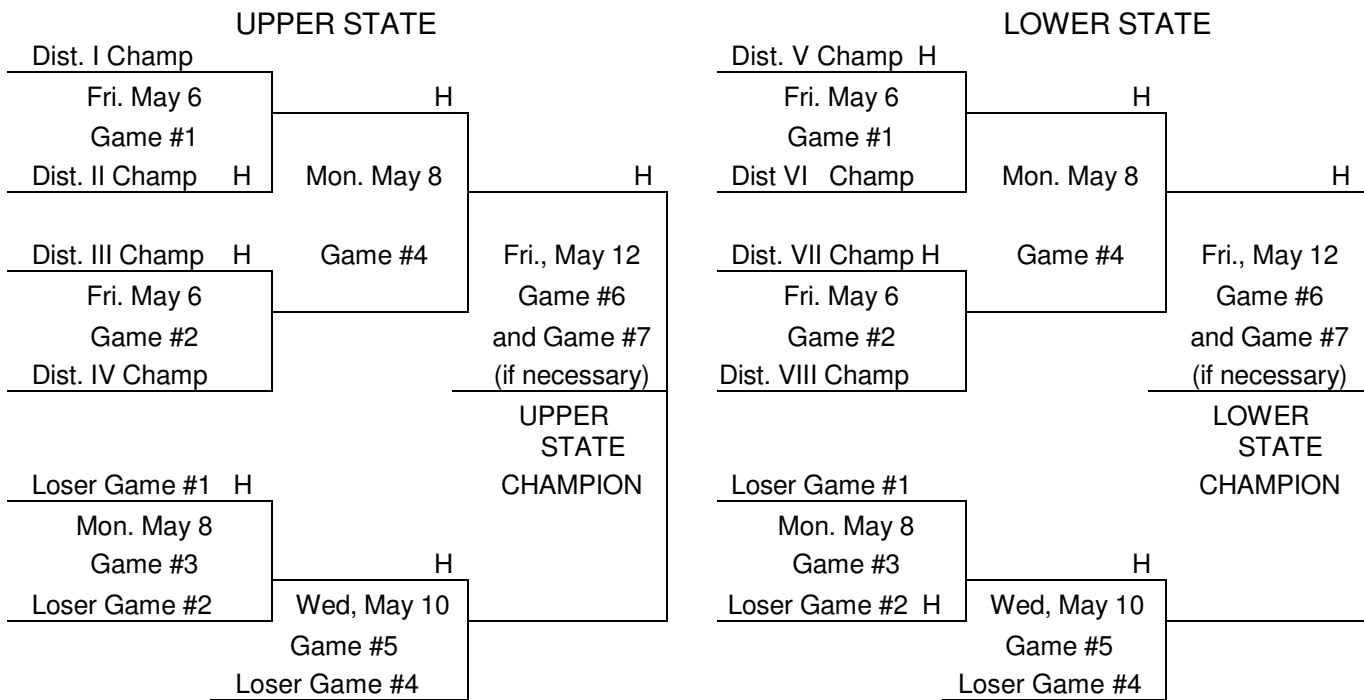 UPPER STATE
Dist. I Champ
Fri. May 6
H
Game #1
Dist. II Champ H
Mon. May 8
H
Dist. III Champ H
Game #4
Fri., May 12
Fri. May 6
Game #6
Game #2
and Game #7
Dist. IV Champ
(if necessary)
UPPER
STATE
Loser Game #1 H
CHAMPION
Mon. May 8
Game #3
H
Loser Game #2
Wed, May 10
Game #5
Loser Game #4
LOWER STATE
Dist. V Champ H
Fri. May 6
H
Game #1
Dist VI Champ
Mon. May 8
H
Dist. VII Champ H
Game #4
Fri., May 12
Fri. May 6
Game #6
Game #2
and Game #7
Dist. VIII Champ
(if necessary)
LOWER
STATE
Loser Game #1
CHAMPION
Mon. May 8
Game #3
H
Loser Game #2 H
Wed, May 10
Game #5
Loser Game #4